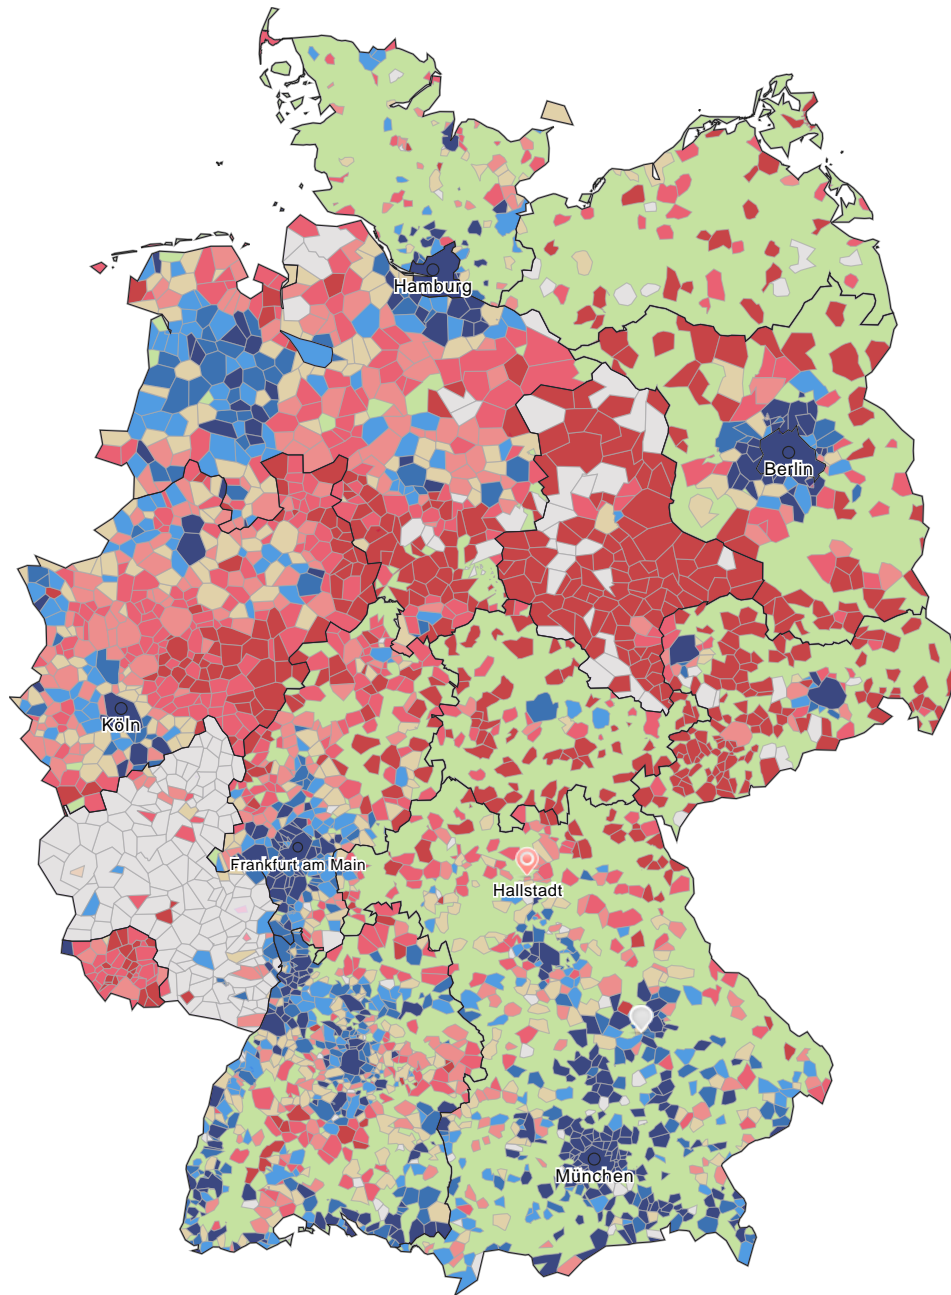 Hamburg
Berlin
Köln
Frankfurt am Main
Hallstadt
München